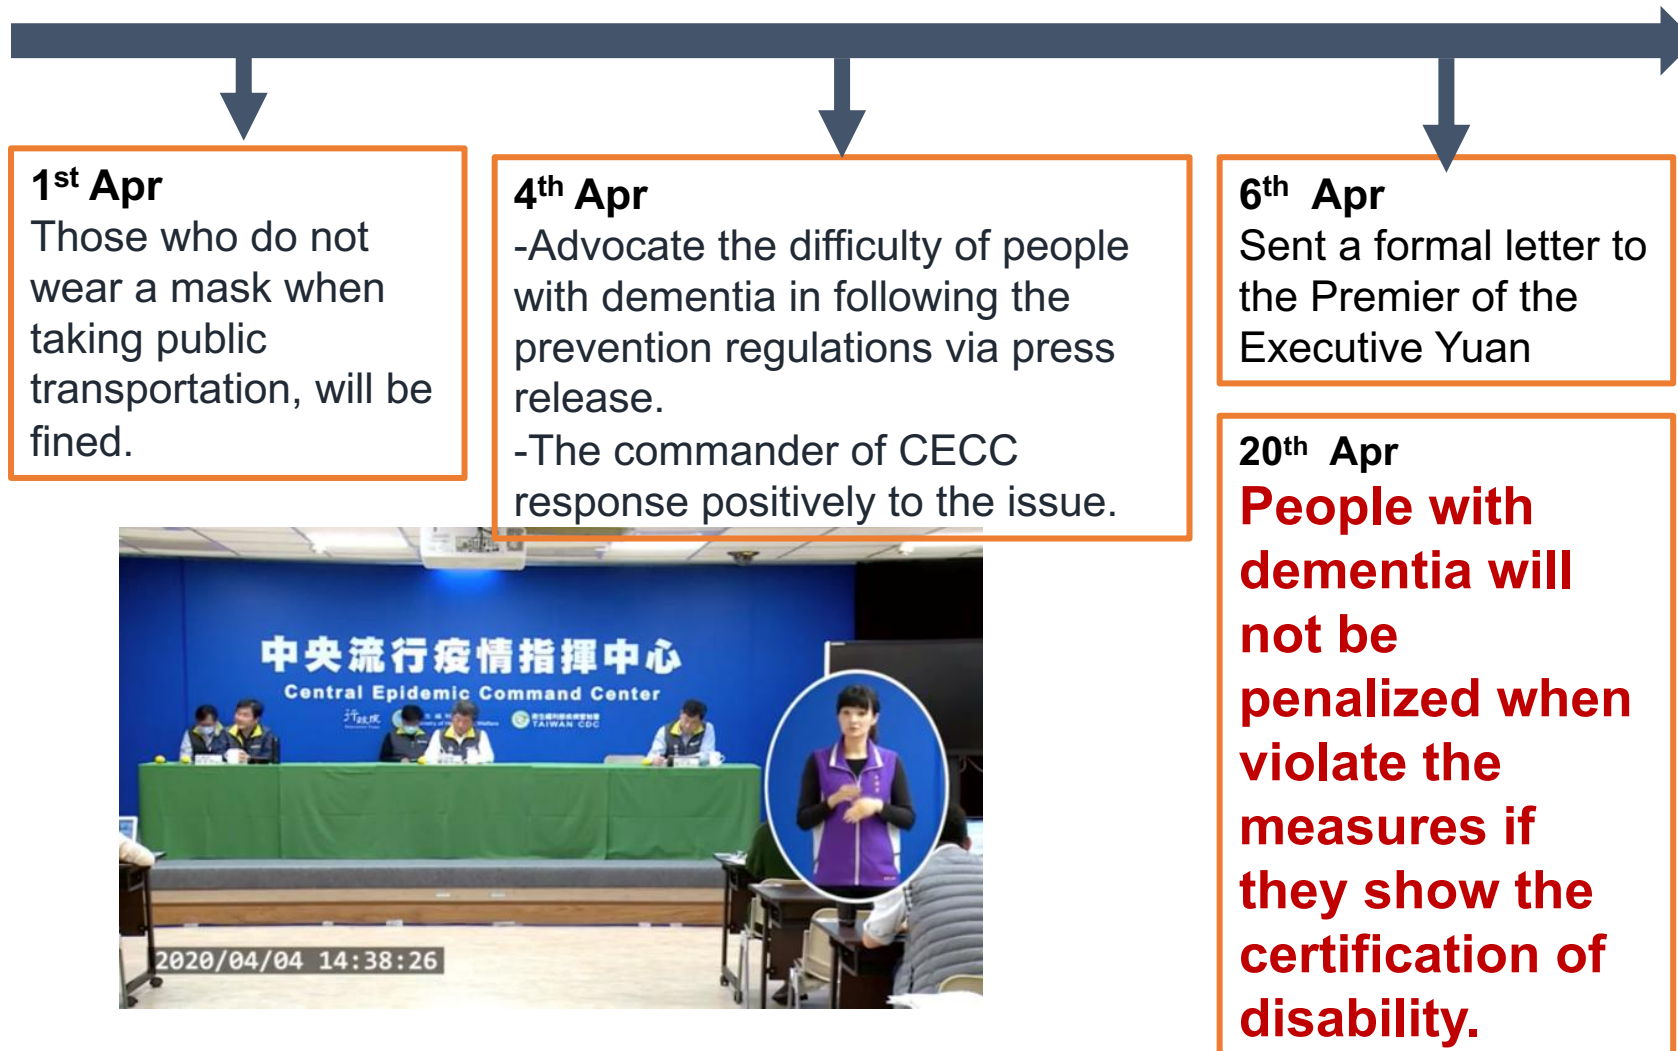 1st Apr
Those who do not
wear a mask when
taking public
transportation, will be
fined.
4th Apr
-Advocate the difficulty of people
with dementia in following the
prevention regulations via press
release.
-The commander of CECC
response positively to the issue.
6th Apr
Sent a formal letter to
the Premier of the
Executive Yuan
20th Apr
People with
dementia will
not be
penalized when
violate the
measures if
they show the
certification of
disability.
中央流行疫情指揮中心
Central Epidemic Command Center
行政院
TAIWAN CDC
2020/04/04 14:38:26